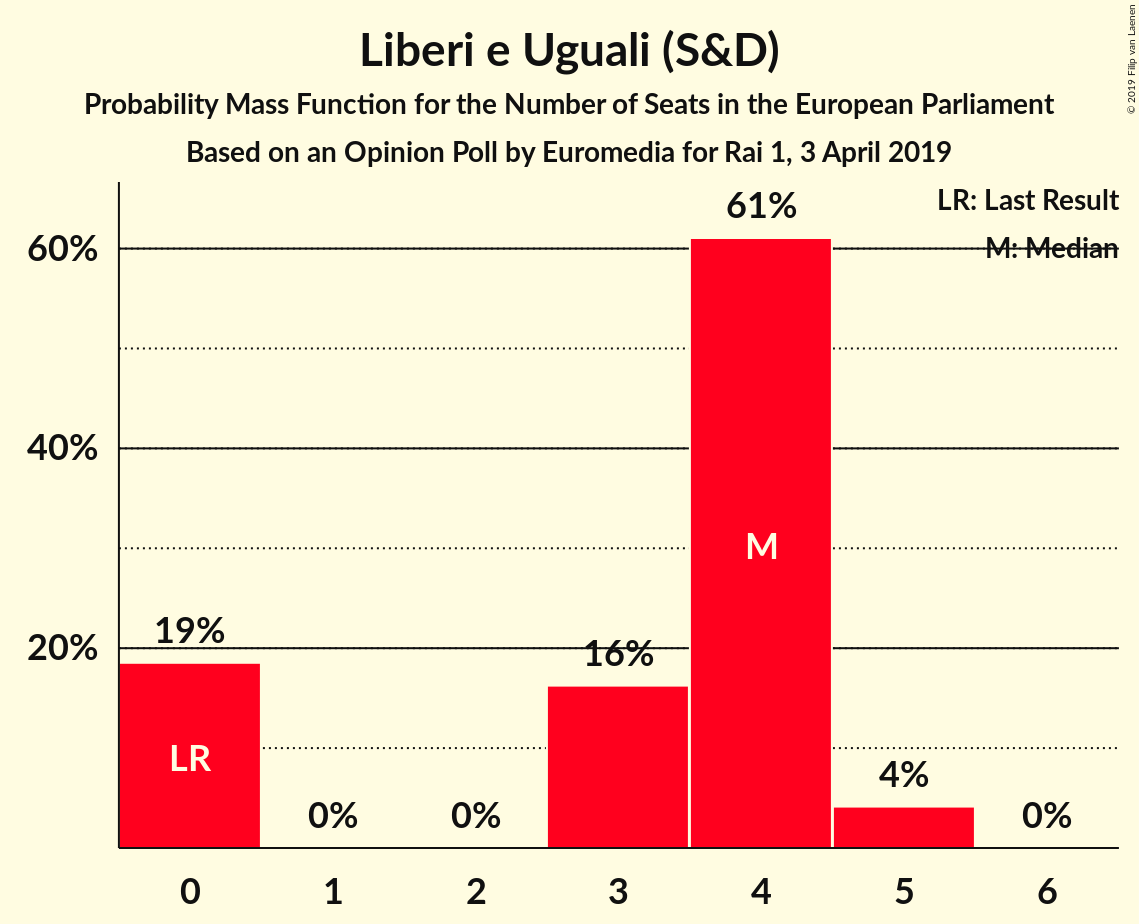 Liberi e Uguali (S&D)
Probability Mass Function for the Number of Seats in the European Parliament
Based on an Opinion Poll by Euromedia for Rai 1, 3 April 2019
© 2019 Filip van Laenen
LR: Last Result
M: Median
60%
40%
20%
19%
0%
0%
16%
61%
4%
0%
LR
M
0 1 2 3 4 5 6